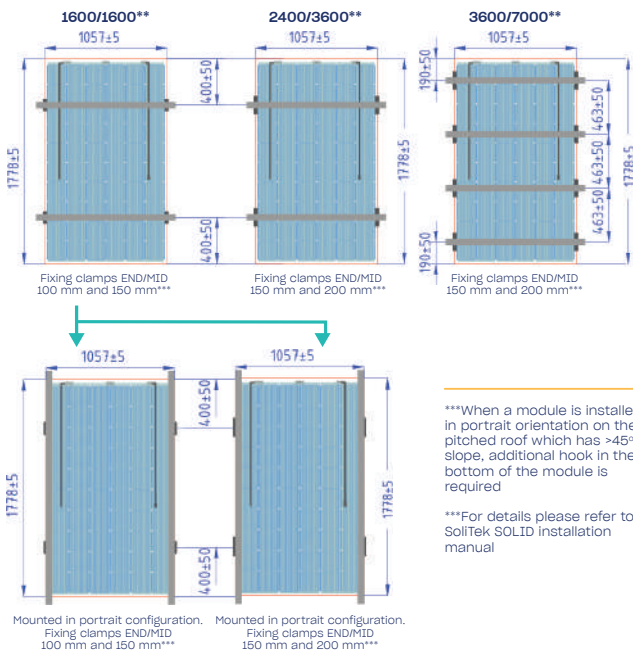 1600/1600**
2400/3600**
3600/7000**
1057±5
1057±5
1057±5
1778±5
400±50
400±50
1778±5
190±50
190±50
463±50
463±50
463±50
1778±5
Fixing clamps END/MID
100 mm and 150 mm***
Fixing clamps END/MID
150 mm and 200 mm***
Fixing clamps END/MID
150 mm and 200 mm***
1057±5
1057±5
1778±5
400±50
400±50
1778±5
Mounted in portrait configuration.
Fixing clamps END/MID
100 mm and 150 mm***
Mounted in portrait configuration.
Fixing clamps END/MID
150 mm and 200 mm***
***When a module is installe
in portrait orientation on the
pitched roof which has >45°
slope, additional hook in the
bottom of the module is
required
***For details please refer to
SoliTek SOLID installation
manual